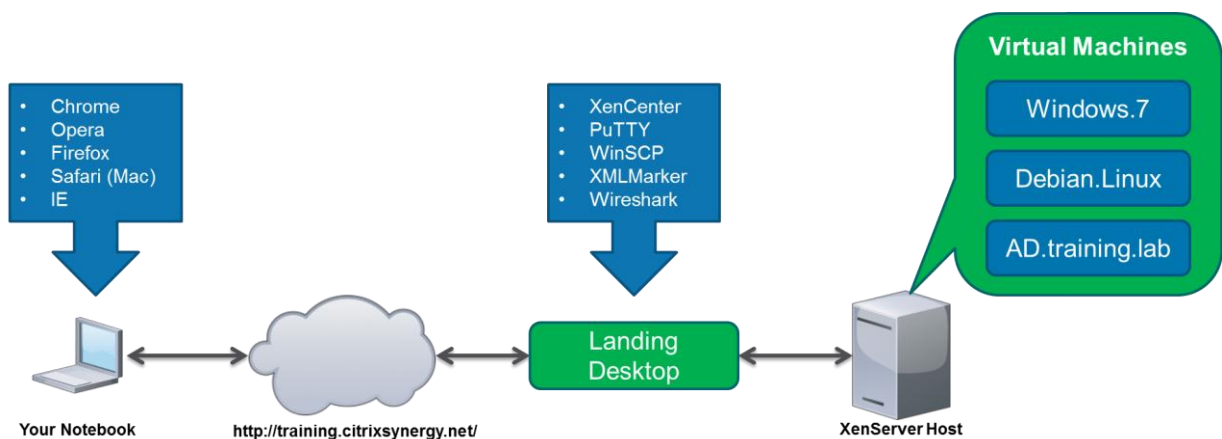 Virtual Machines
Windows.7
Debian.Linux
AD.training.lab
• Chrome
• Opera
• Firefox
• Safari (Mac)
• IE
• XenCenter
• PuTTY
• WinSCP
• XMLMarker
• Wireshark
Landing
Desktop
Your Notebook
http://training.citrixsynergy.net/
XenServer Host